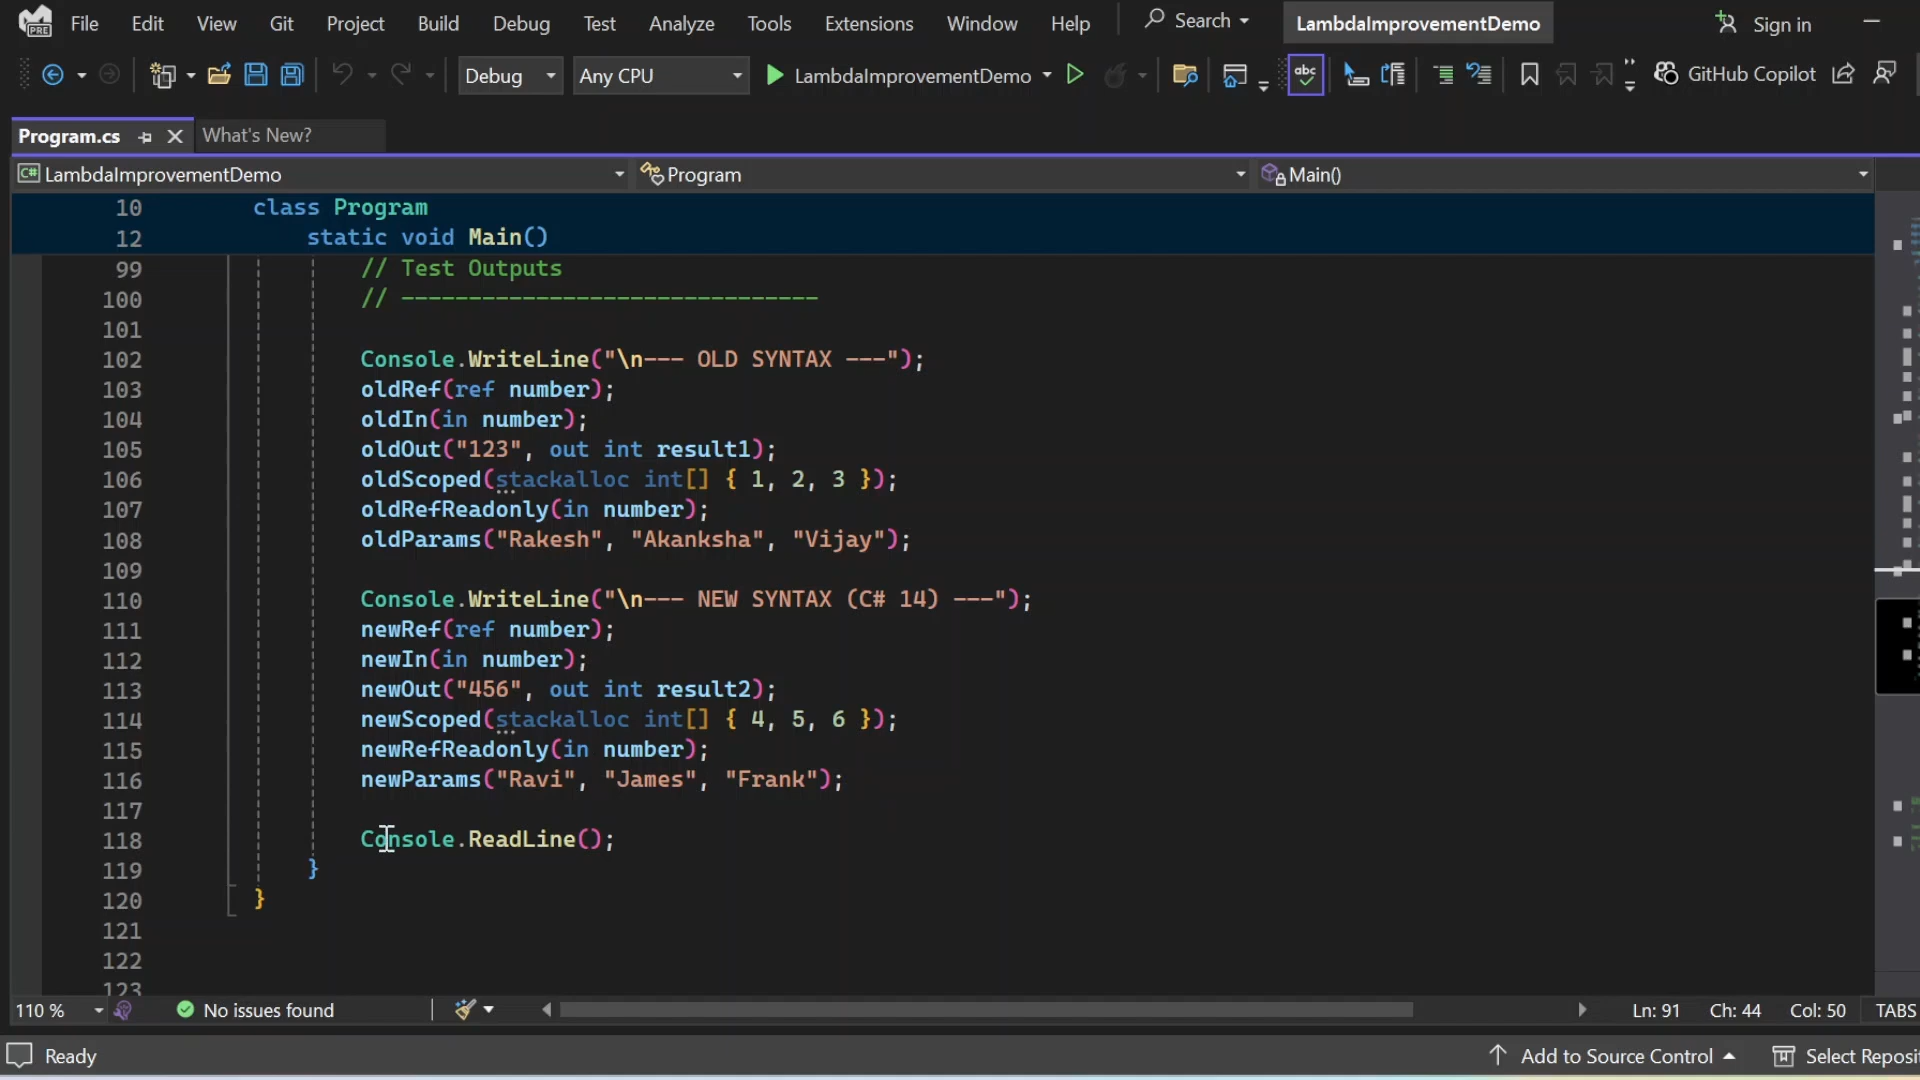 PRE File Edit View Git Project Build Debug Test Analyze Tools Extensions Window Help Search LambdaImprovementDemo Sign in
Debug Any CPU LambdaImprovementDemo abc GitHub Copilot
Program.cs What's New?
C# LambdaImprovementDemo Program Main()
10 class Program
12 static void Main()
99 // Test Outputs
100 // -------------------------------
101
102 Console.WriteLine("\n--- OLD SYNTAX ---");
103 oldRef(ref number);
104 oldIn(in number);
105 oldOut("123", out int result1);
106 oldScoped(stackalloc int[] { 1, 2, 3 });
107 oldRefReadonly(in number);
108 oldParams("Rakesh", "Akanksha", "Vijay");
109
110 Console.WriteLine("\n--- NEW SYNTAX (C# 14) ---");
111 newRef(ref number);
112 newIn(in number);
113 newOut("456", out int result2);
114 newScoped(stackalloc int[] { 4, 5, 6 });
115 newRefReadonly(in number);
116 newParams("Ravi", "James", "Frank");
117
118 Console.ReadLine();
119 }
120 }
121
122
123
110 % No issues found Ln: 91 Ch: 44 Col: 50 TABS
Ready Add to Source Control Select Reposit